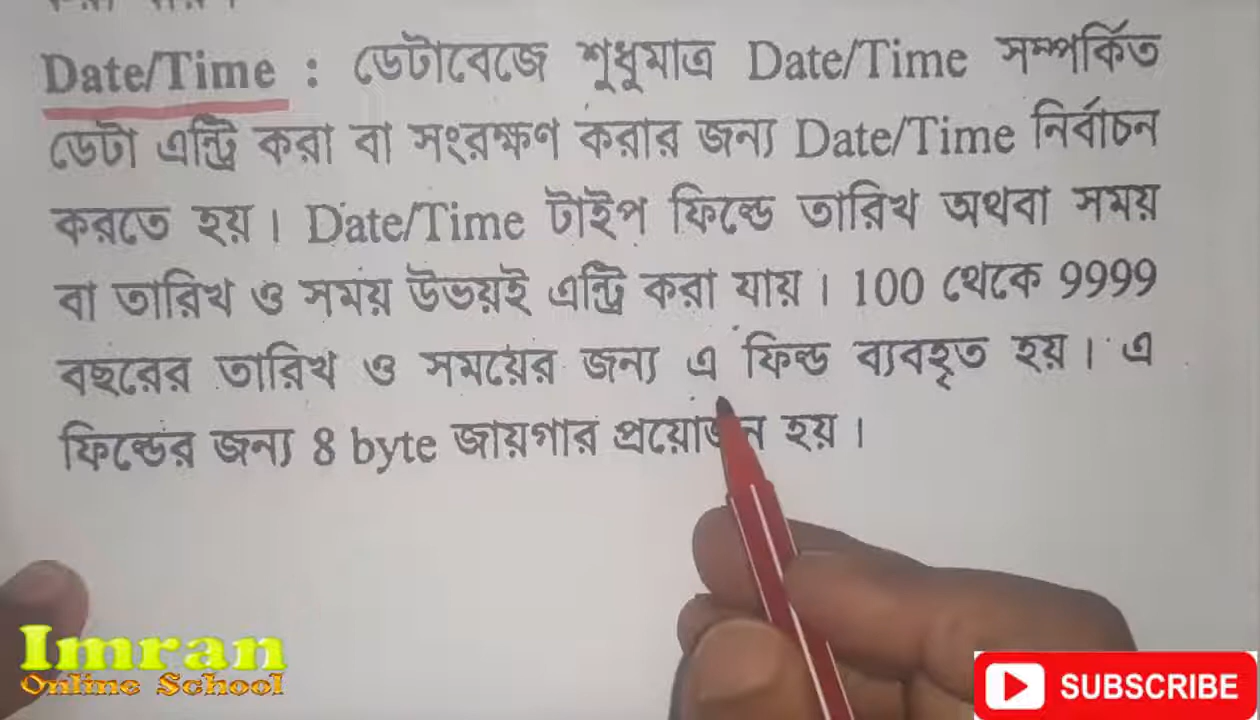 Date/Time : ডেটাবেজে শুধুমাত্র Date/Time সম্পর্কিত
ডেটা এন্ট্রি করা বা সংরক্ষণ করার জন্য Date/Time নির্বাচন
করতে হয়। Date/Time টাইপ ফিল্ডে তারিখ অথবা সময়
বা তারিখ ও সময় উভয়ই এন্ট্রি করা যায়। 100 থেকে 9999
বছরের তারিখ ও সময়ের জন্য এ ফিল্ড ব্যবহৃত হয়। এ
ফিল্ডের জন্য 8 byte জায়গার প্রয়োজন হয়।
Imran
Online School
SUBSCRIBE